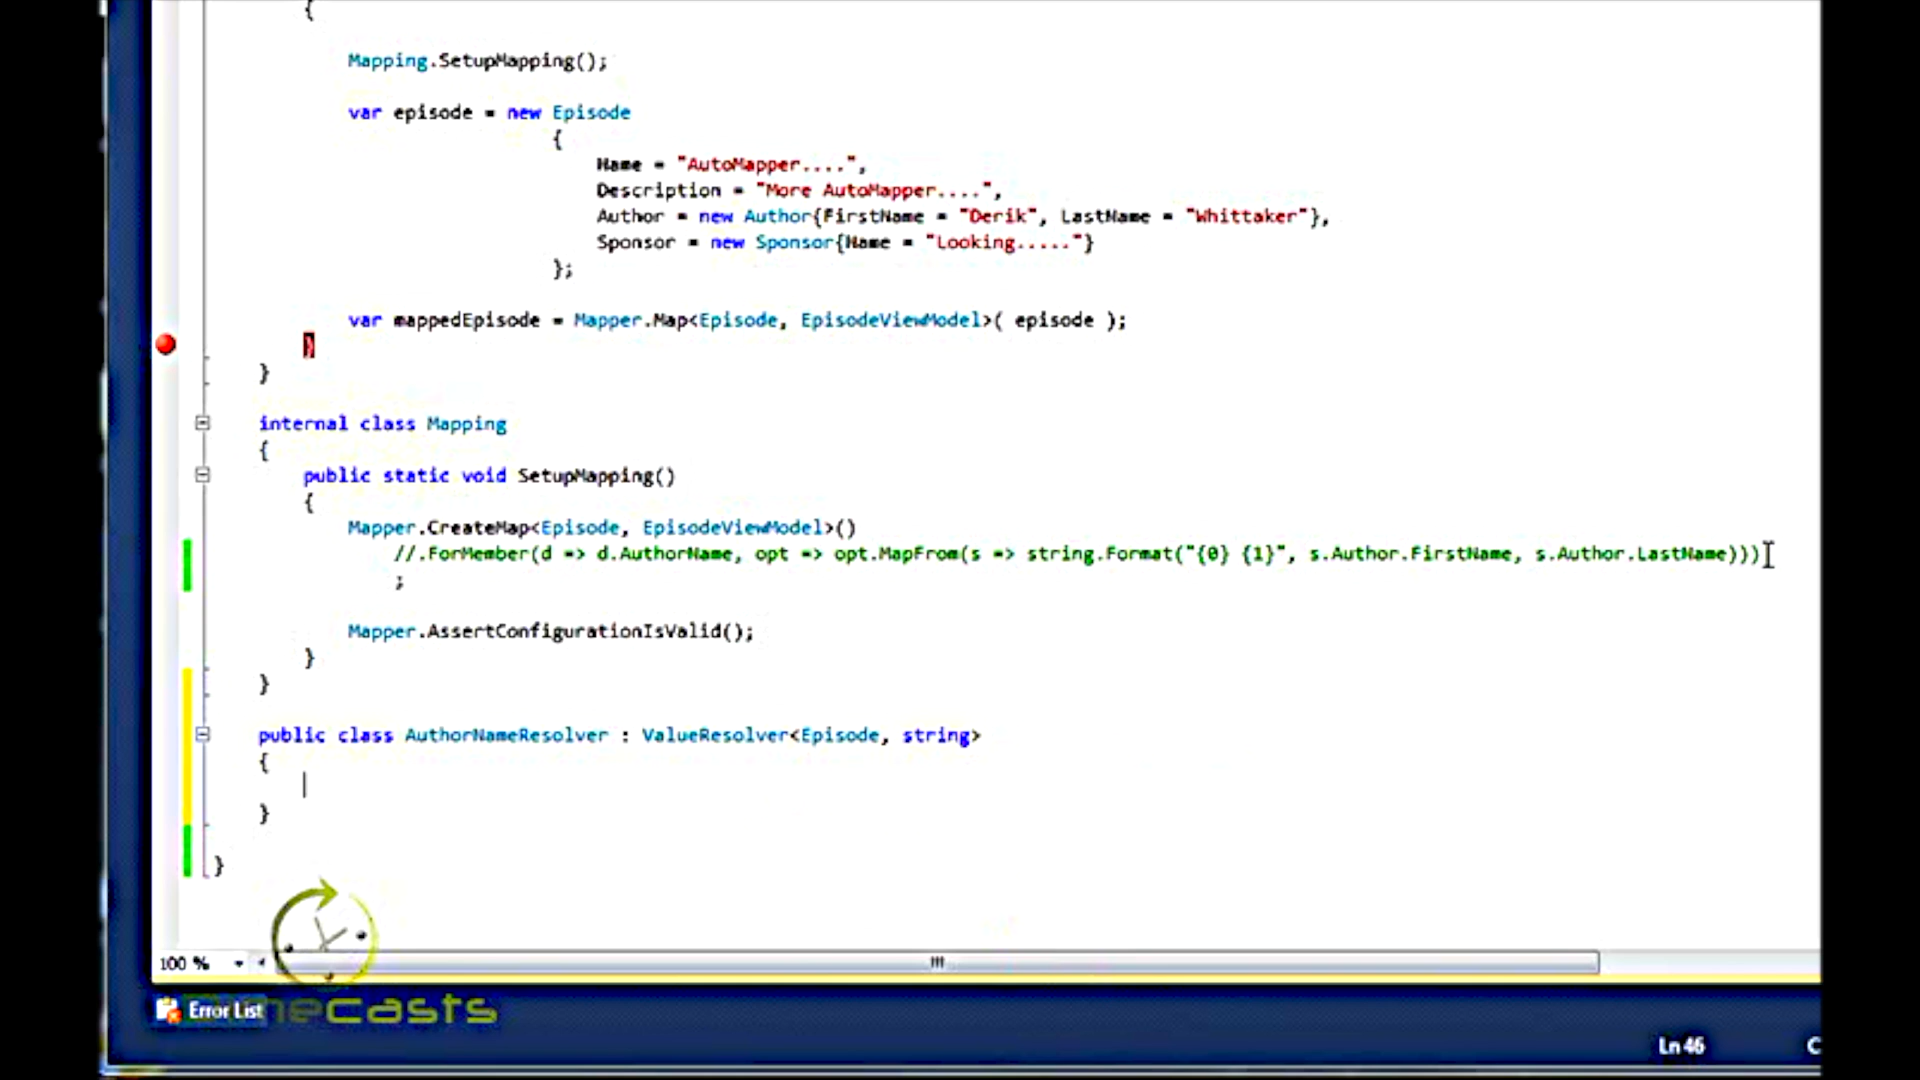 {
Mapping.SetupMapping();
var episode = new Episode
{
Name = "AutoMapper....",
Description = "More AutoMapper....",
Author = new Author{FirstName = "Derik", LastName = "Whittaker"},
Sponsor = new Sponsor{Name = "Looking....."}
};
var mappedEpisode = Mapper.Map<Episode, EpisodeViewModel>( episode );
}
}
internal class Mapping
{
public static void SetupMapping()
{
Mapper.CreateMap<Episode, EpisodeViewModel>()
//.ForMember(d => d.AuthorName, opt => opt.MapFrom(s => string.Format("{0} {1}", s.Author.FirstName, s.Author.LastName)))
;
Mapper.AssertConfigurationIsValid();
}
}
public class AuthorNameResolver : ValueResolver<Episode, string>
{
}
}
100 %
Error List
ecasts
Ln 46
C